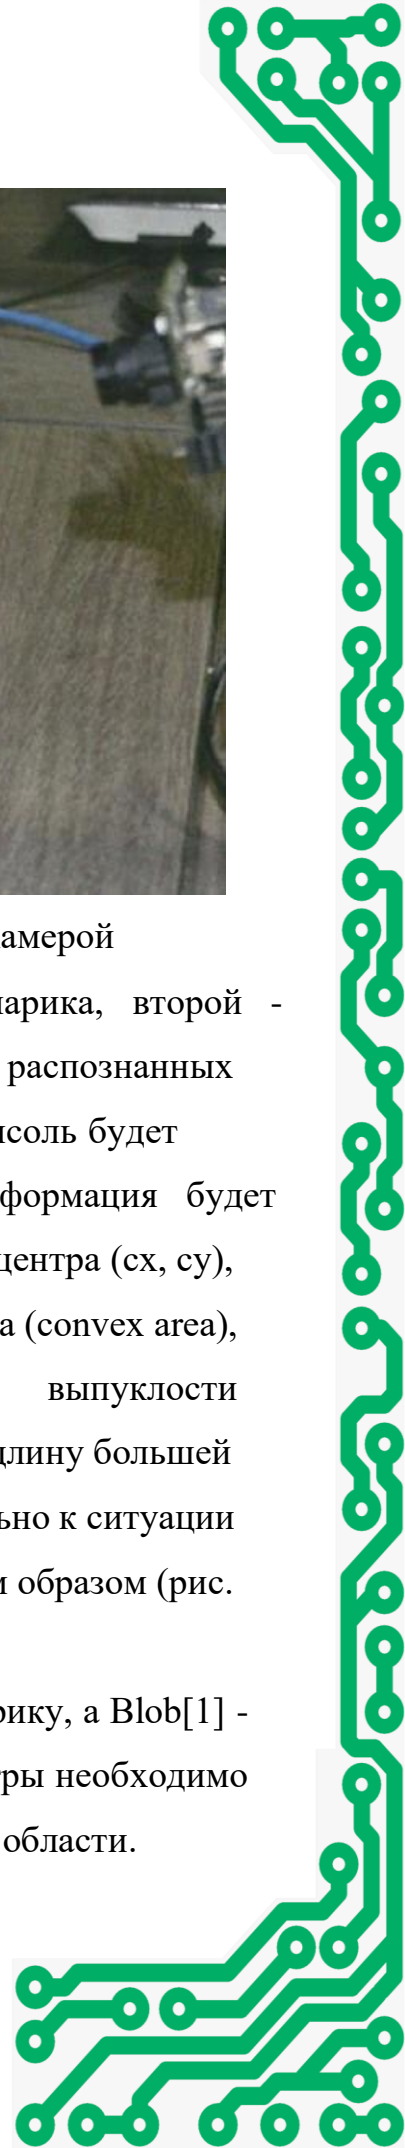 амерой
арика, второй -
распознанных
соль будет
формация будет
центра (cx, cy),
а (convex area),
выпуклости
длину большей
ьно к ситуации
м образом (рис.
рику, а Blob[1] -
ры необходимо
области.